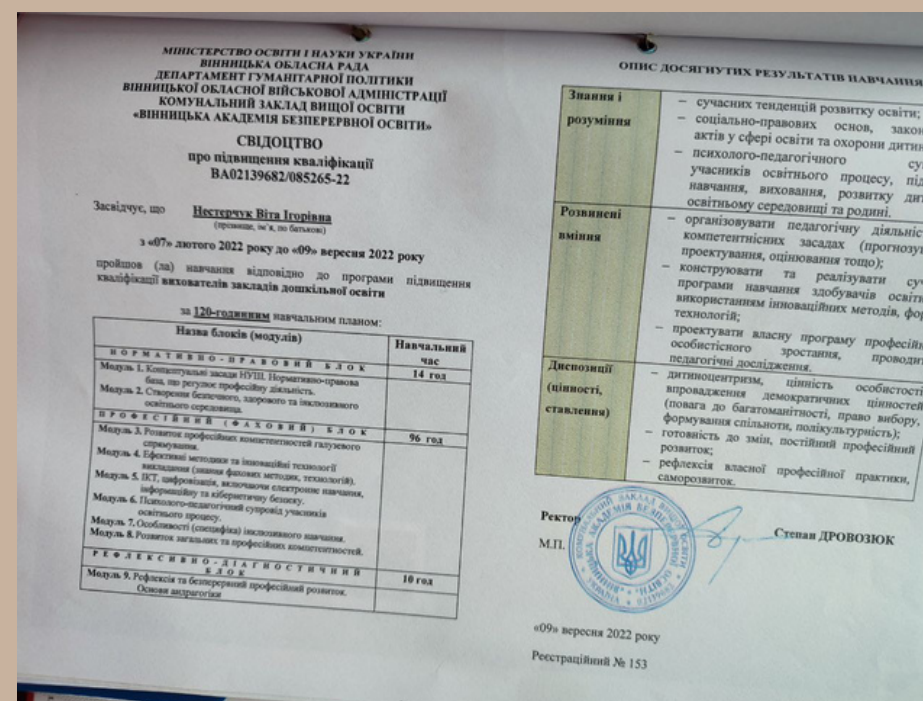 МІНІСТЕРСТВО ОСВІТИ І НАУКИ УКРАЇНИ
ВІННИЦЬКА ОБЛАСНА РАДА
ДЕПАРТАМЕНТ ГУМАНІТАРНОЇ ПОЛІТИКИ
ВІННИЦЬКОЇ ОБЛАСНОЇ ВІЙСЬКОВОЇ АДМІНІСТРАЦІЇ
КОМУНАЛЬНИЙ ЗАКЛАД ВИЩОЇ ОСВІТИ
«ВІННИЦЬКА АКАДЕМІЯ БЕЗПЕРЕРВНОЇ ОСВІТИ»
СВІДОЦТВО
про підвищення кваліфікації
ВА02139682/085265-22
Засвідчує, що Нестерчук Віта Ігорівна
(прізвище, ім'я, по батькові)
з «07» лютого 2022 року до «09» вересня 2022 року
пройшов (ла) навчання відповідно до програми підвищення
кваліфікації вихователів закладів дошкільної освіти
за 120-годинним навчальним планом:
Назва блоків (модулів) Навчальний
час
НОРМАТИВНО-ПРАВОВИЙ БЛОК 14 год
Модуль 1. Концептуальні засади НУШ. Нормативно-правова
база, що регулює професійну діяльність.
Модуль 2. Створення безпечного, здорового та інклюзивного
освітнього середовища.
ПРОФЕСІЙНИЙ (ФАХОВИЙ) БЛОК 96 год
Модуль 3. Розвиток професійних компетентностей галузевого
спрямування.
Модуль 4. Ефективні методики та інноваційні технології
викладання (знання фахових методик, технологій).
Модуль 5. ІКТ, цифровізація, включаючи електронне навчання,
інформаційну та кібернетичну безпеку.
Модуль 6. Психолого-педагогічний супровід учасників
освітнього процесу.
Модуль 7. Особливості (специфіка) інклюзивного навчання.
Модуль 8. Розвиток загальних та професійних компетентностей.
РЕФЛЕКСИВНО-ДІАГНОСТИЧНИЙ
БЛОК 10 год
Модуль 9. Рефлексія та безперервний професійний розвиток.
Основи андрагогіки
ОПИС ДОСЯГНУТИХ РЕЗУЛЬТАТІВ НАВЧАННЯ
Знання і
розуміння
– сучасних тенденцій розвитку освіти;
– соціально-правових основ, закон
актів у сфері освіти та охорони дитин
– психолого-педагогічного су
учасників освітнього процесу, під
навчання, виховання, розвитку дит
освітньому середовищі та родині.
Розвинені
вміння
– організовувати педагогічну діяльніс
компетентнісних засадах (прогнозу
проектування, оцінювання тощо);
– конструювати та реалізувати су
програми навчання здобувачів освіт
використанням інноваційних методів, фор
технологій;
– проектувати власну програму професій
особистісного зростання, проводит
педагогічні дослідження.
Диспозиції
(цінності,
ставлення)
– дитиноцентризм, цінність особистост
впровадження демократичних цінностей
(повага до багатоманітності, право вибору,
формування спільноти, полікультурність);
– готовність до змін, постійний професійний
розвиток;
– рефлексія власної професійної практики,
саморозвиток.
Ректор Степан ДРОВОЗЮК
М.П.
«09» вересня 2022 року
Реєстраційний № 153